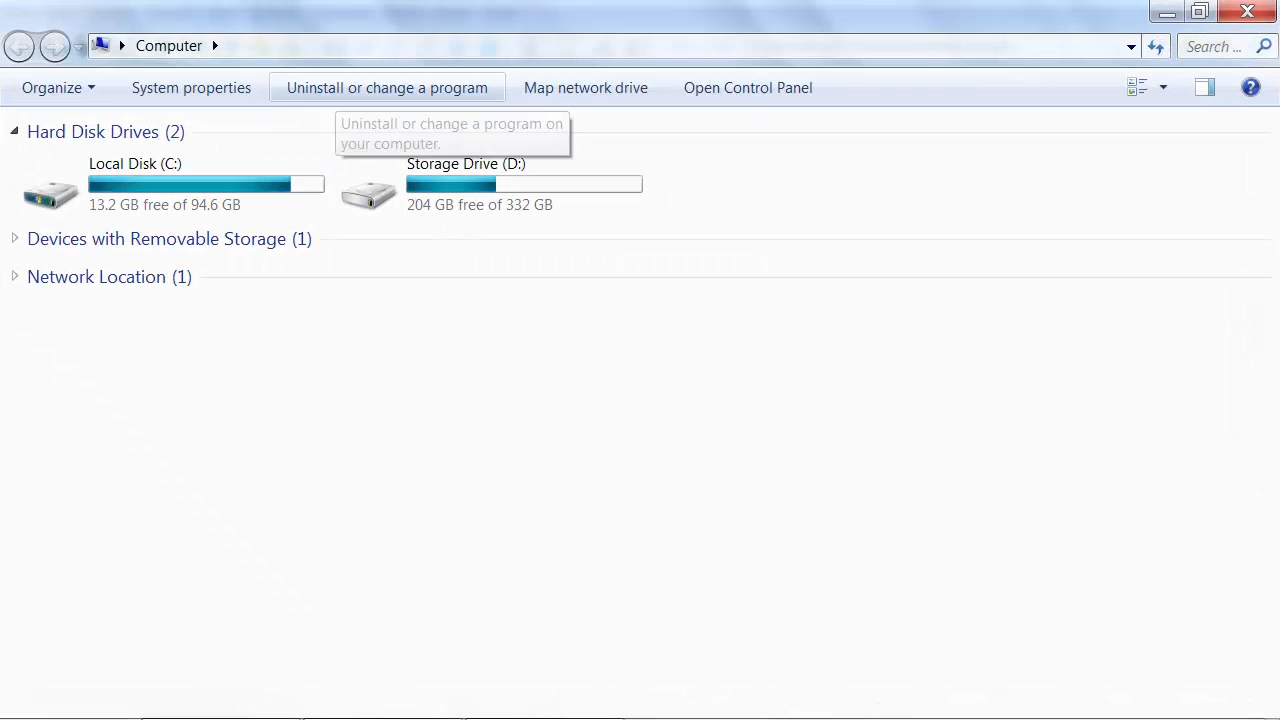 Computer
Search ...
Organize
System properties
Uninstall or change a program
Map network drive
Open Control Panel
Uninstall or change a program on
your computer.
Hard Disk Drives (2)
Local Disk (C:)
13.2 GB free of 94.6 GB
Storage Drive (D:)
204 GB free of 332 GB
Devices with Removable Storage (1)
Network Location (1)